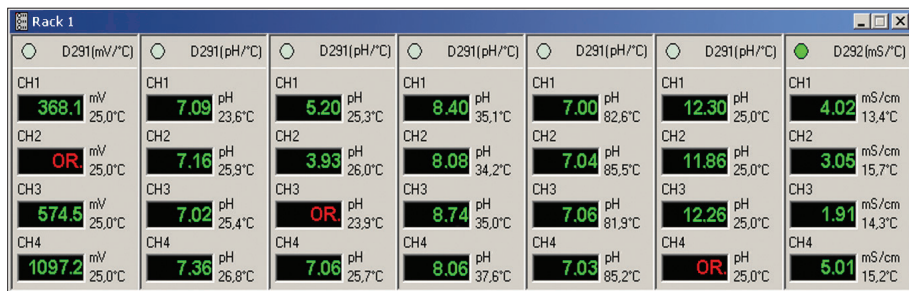 Rack 1
D291(mV/°C)
CH1
368.1 mV
25,0°C
CH2
OR. mV
25,0°C
CH3
574.5 mV
25,0°C
CH4
1097.2 mV
25,0°C
D291(pH/°C)
CH1
7.09 pH
23,6°C
CH2
7.16 pH
25,9°C
CH3
7.02 pH
25,4°C
CH4
7.36 pH
26,8°C
D291(pH/°C)
CH1
5.20 pH
25,3°C
CH2
3.93 pH
26,0°C
CH3
OR. pH
23,9°C
CH4
7.06 pH
25,7°C
D291(pH/°C)
CH1
8.40 pH
35,1°C
CH2
8.08 pH
34,2°C
CH3
8.74 pH
35,0°C
CH4
8.06 pH
37,6°C
D291(pH/°C)
CH1
7.00 pH
82,6°C
CH2
7.04 pH
85,5°C
CH3
7.06 pH
81,9°C
CH4
7.03 pH
85,2°C
D291(pH/°C)
CH1
12.30 pH
25,0°C
CH2
11.86 pH
25,0°C
CH3
12.26 pH
25,0°C
CH4
OR. pH
25,0°C
D292(mS/°C)
CH1
4.02 mS/cm
13,4°C
CH2
3.05 mS/cm
15,7°C
CH3
1.91 mS/cm
14,3°C
CH4
5.01 mS/cm
15,2°C